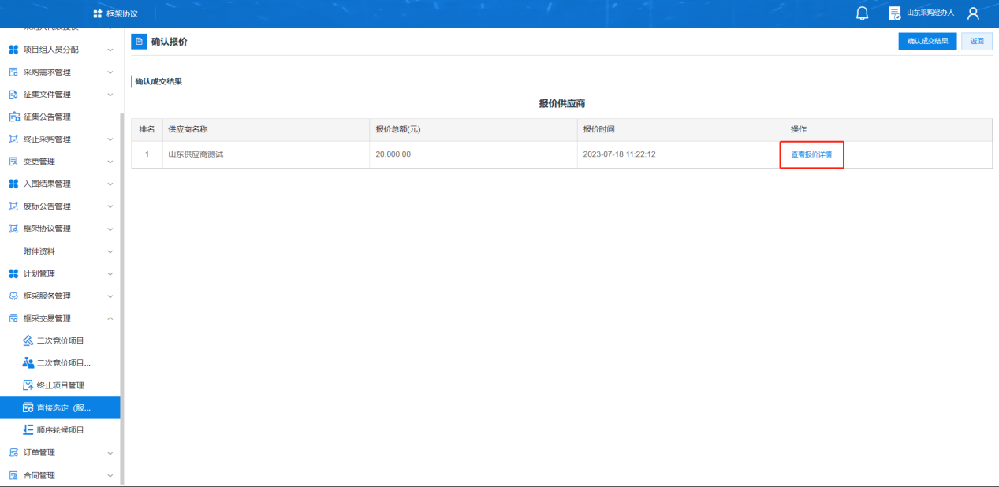 框架协议
山东采购经办人
项目组人员分配
采购需求管理
征集文件管理
征集公告管理
终止采购管理
变更管理
入围结果管理
废标公告管理
框架协议管理
附件资料
计划管理
框采服务管理
框采交易管理
二次竞价项目
二次竞价项目...
终止项目管理
直接选定（服...
顺序轮候项目
订单管理
合同管理
确认报价
确认成交结果
返回
确认成交结果
报价供应商
排名 供应商名称 报价总额(元) 报价时间 操作
1 山东供应商测试一 20,000.00 2023-07-18 11:22:12 查看报价详情